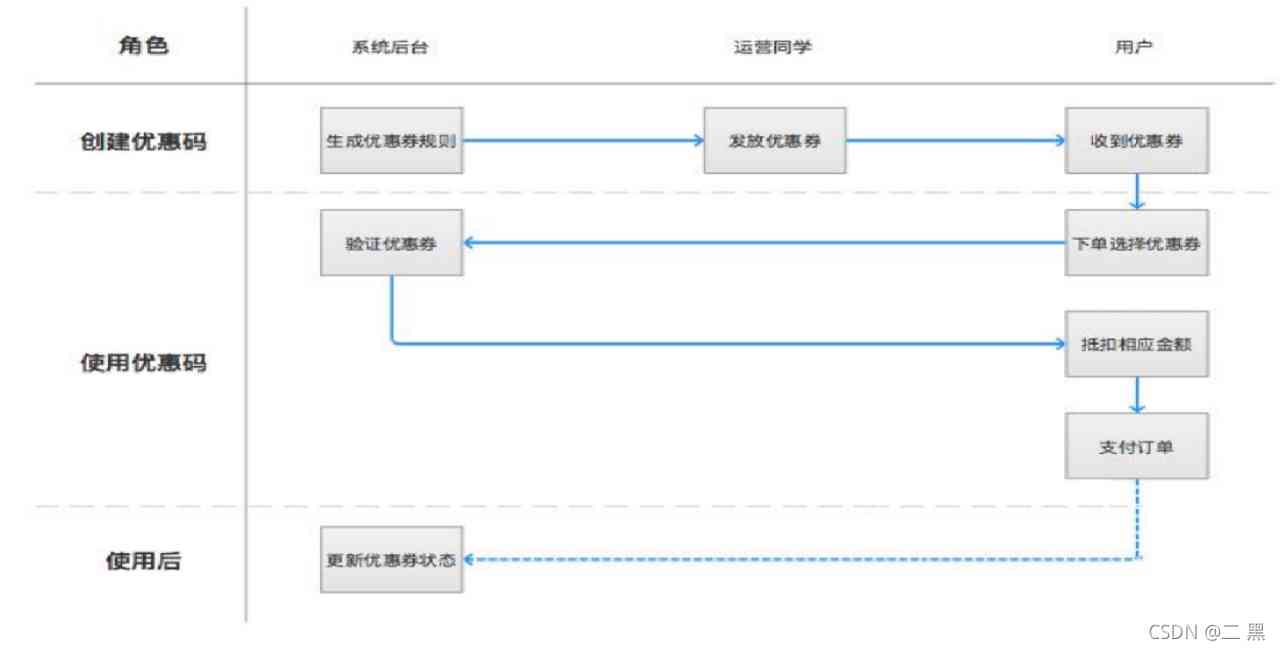 角色
系统后台
运营同学
用户
创建优惠码
生成优惠券规则
发放优惠券
收到优惠券
验证优惠券
下单选择优惠券
使用优惠码
抵扣相应金额
支付订单
使用后
更新优惠券状态
CSDN @二 黑